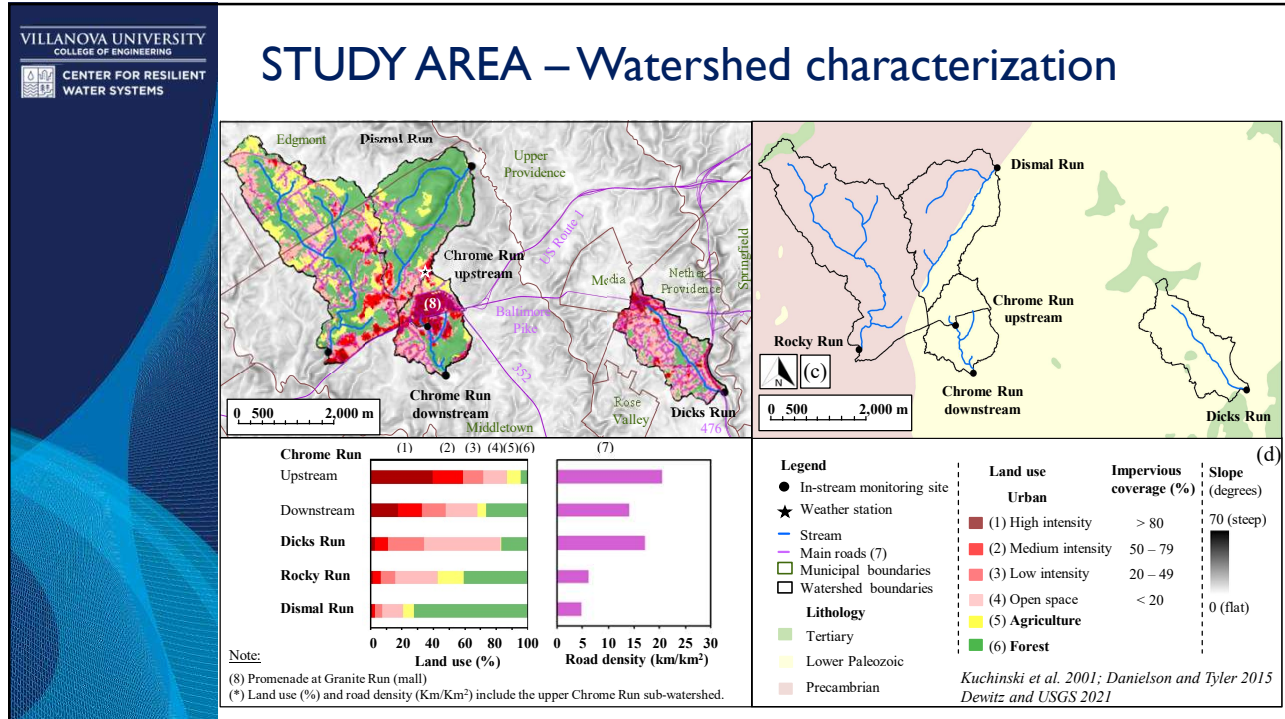 VILLANOVA UNIVERSITY
COLLEGE OF ENGINEERING
CENTER FOR RESILIENT
WATER SYSTEMS
STUDY AREA – Watershed characterization
Edgmont
Dismal Run
Upper
Providence
US Route 1
Springfield
Chrome Run
upstream
Media
Nether
Providence
(8)
Baltimore
Pike
352
Rose
Valley
Chrome Run
downstream
Dicks Run
476
Middletown
0 500 2,000 m
Dismal Run
Chrome Run
upstream
Rocky Run
N
(c)
Chrome Run
downstream
Dicks Run
0 500 2,000 m
Chrome Run
(1) (2) (3) (4) (5) (6)
Upstream
Downstream
Dicks Run
Rocky Run
Dismal Run
0 20 40 60 80 100
Land use (%)
(7)
0 5 10 15 20 25 30
Road density (km/km²)
Note:
(8) Promenade at Granite Run (mall)
(*) Land use (%) and road density (Km/Km²) include the upper Chrome Run sub-watershed.
(d)
Legend
In-stream monitoring site
Weather station
Stream
Main roads (7)
Municipal boundaries
Watershed boundaries
Lithology
Tertiary
Lower Paleozoic
Precambrian
Land use Impervious
coverage (%)
Urban
(1) High intensity > 80
(2) Medium intensity 50 – 79
(3) Low intensity 20 – 49
(4) Open space < 20
(5) Agriculture
(6) Forest
Slope
(degrees)
70 (steep)
0 (flat)
Kuchinski et al. 2001; Danielson and Tyler 2015
Dewitz and USGS 2021